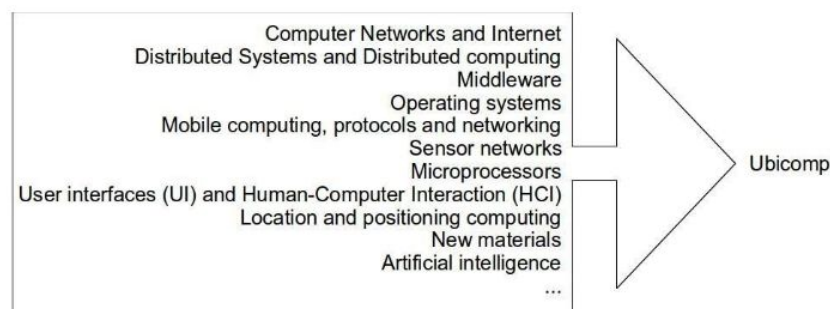 Computer Networks and Internet
Distributed Systems and Distributed computing
Middleware
Operating systems
Mobile computing, protocols and networking
Sensor networks
Microprocessors
User interfaces (UI) and Human-Computer Interaction (HCI)
Location and positioning computing
New materials
Artificial intelligence
...
Ubicomp